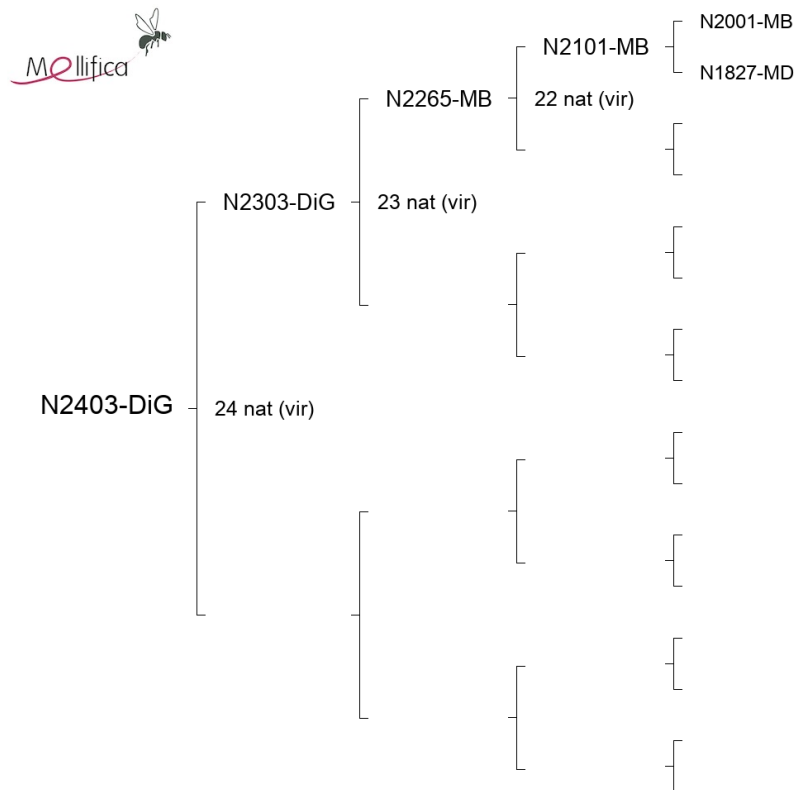 Mellifica
N2001-MB
N2101-MB
N1827-MD
N2265-MB
22 nat (vir)
N2303-DiG
23 nat (vir)
N2403-DiG
24 nat (vir)